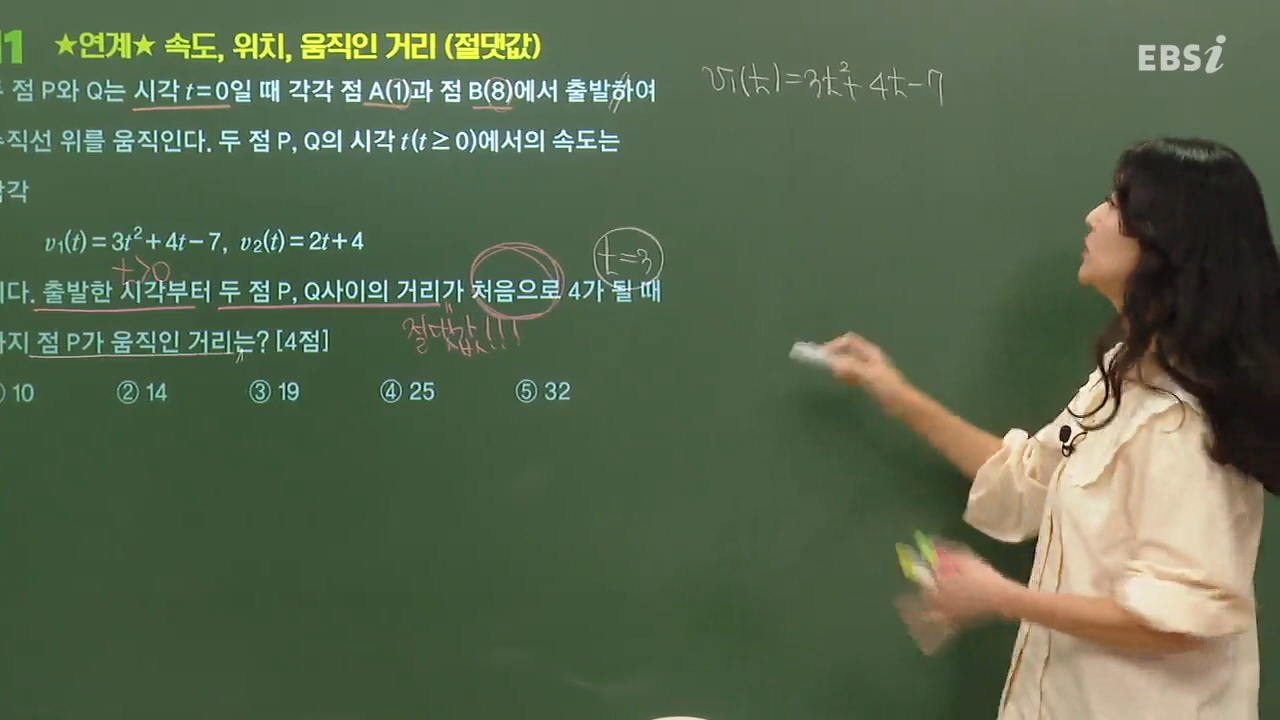 ★연계★ 속도, 위치, 움직인 거리 (절댓값)
EBSi
점 P와 Q는 시각 t=0일 때 각각 점 A(1)과 점 B(8)에서 출발하여
v₁(t)=3t²+4t-7
수직선 위를 움직인다. 두 점 P, Q의 시각 t(t≥0)에서의 속도는
각각
v₁(t)=3t²+4t-7, v₂(t)=2t+4
t>0
t=3
이다. 출발한 시각부터 두 점 P, Q사이의 거리가 처음으로 4가 될 때
까지 점 P가 움직인 거리는? [4점]
절댓값!!!
① 10 ② 14 ③ 19 ④ 25 ⑤ 32